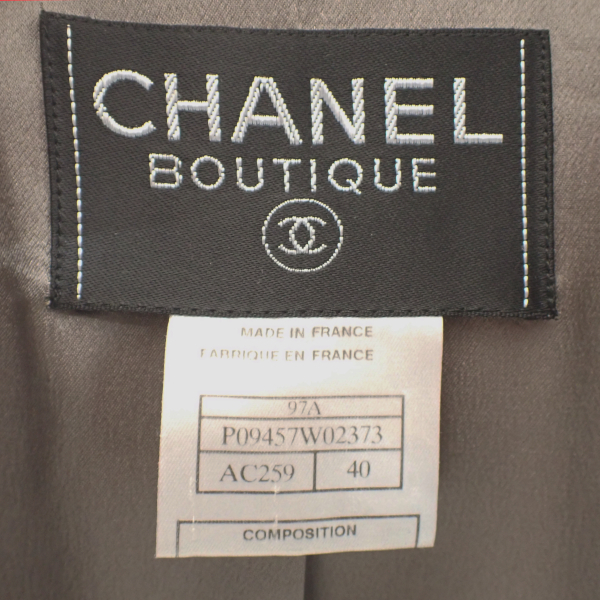 CHANEL
BOUTIQUE
MADE IN FRANCE
FABRIQUE EN FRANCE
97A
P09457W02373
AC259 40
COMPOSITION